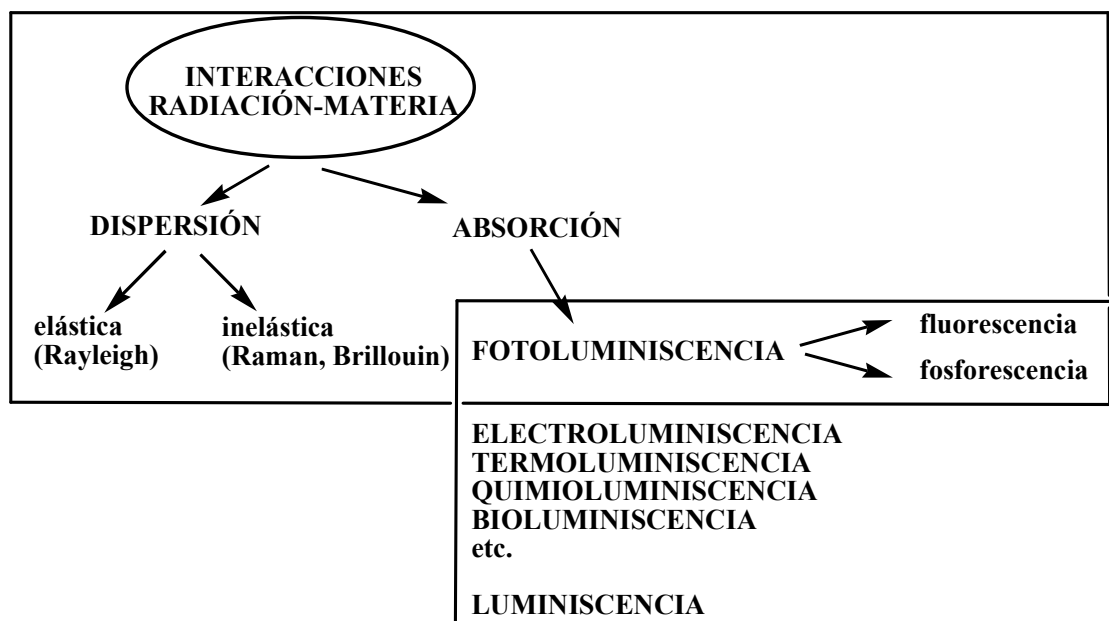 INTERACCIONES
RADIACIÓN-MATERIA
DISPERSIÓN
ABSORCIÓN
elástica
(Rayleigh)
inelástica
(Raman, Brillouin)
FOTOLUMINISCENCIA
fluorescencia
fosforescencia
ELECTROLUMINISCENCIA
TERMOLUMINISCENCIA
QUIMIOLUMINISCENCIA
BIOLUMINISCENCIA
etc.
LUMINISCENCIA